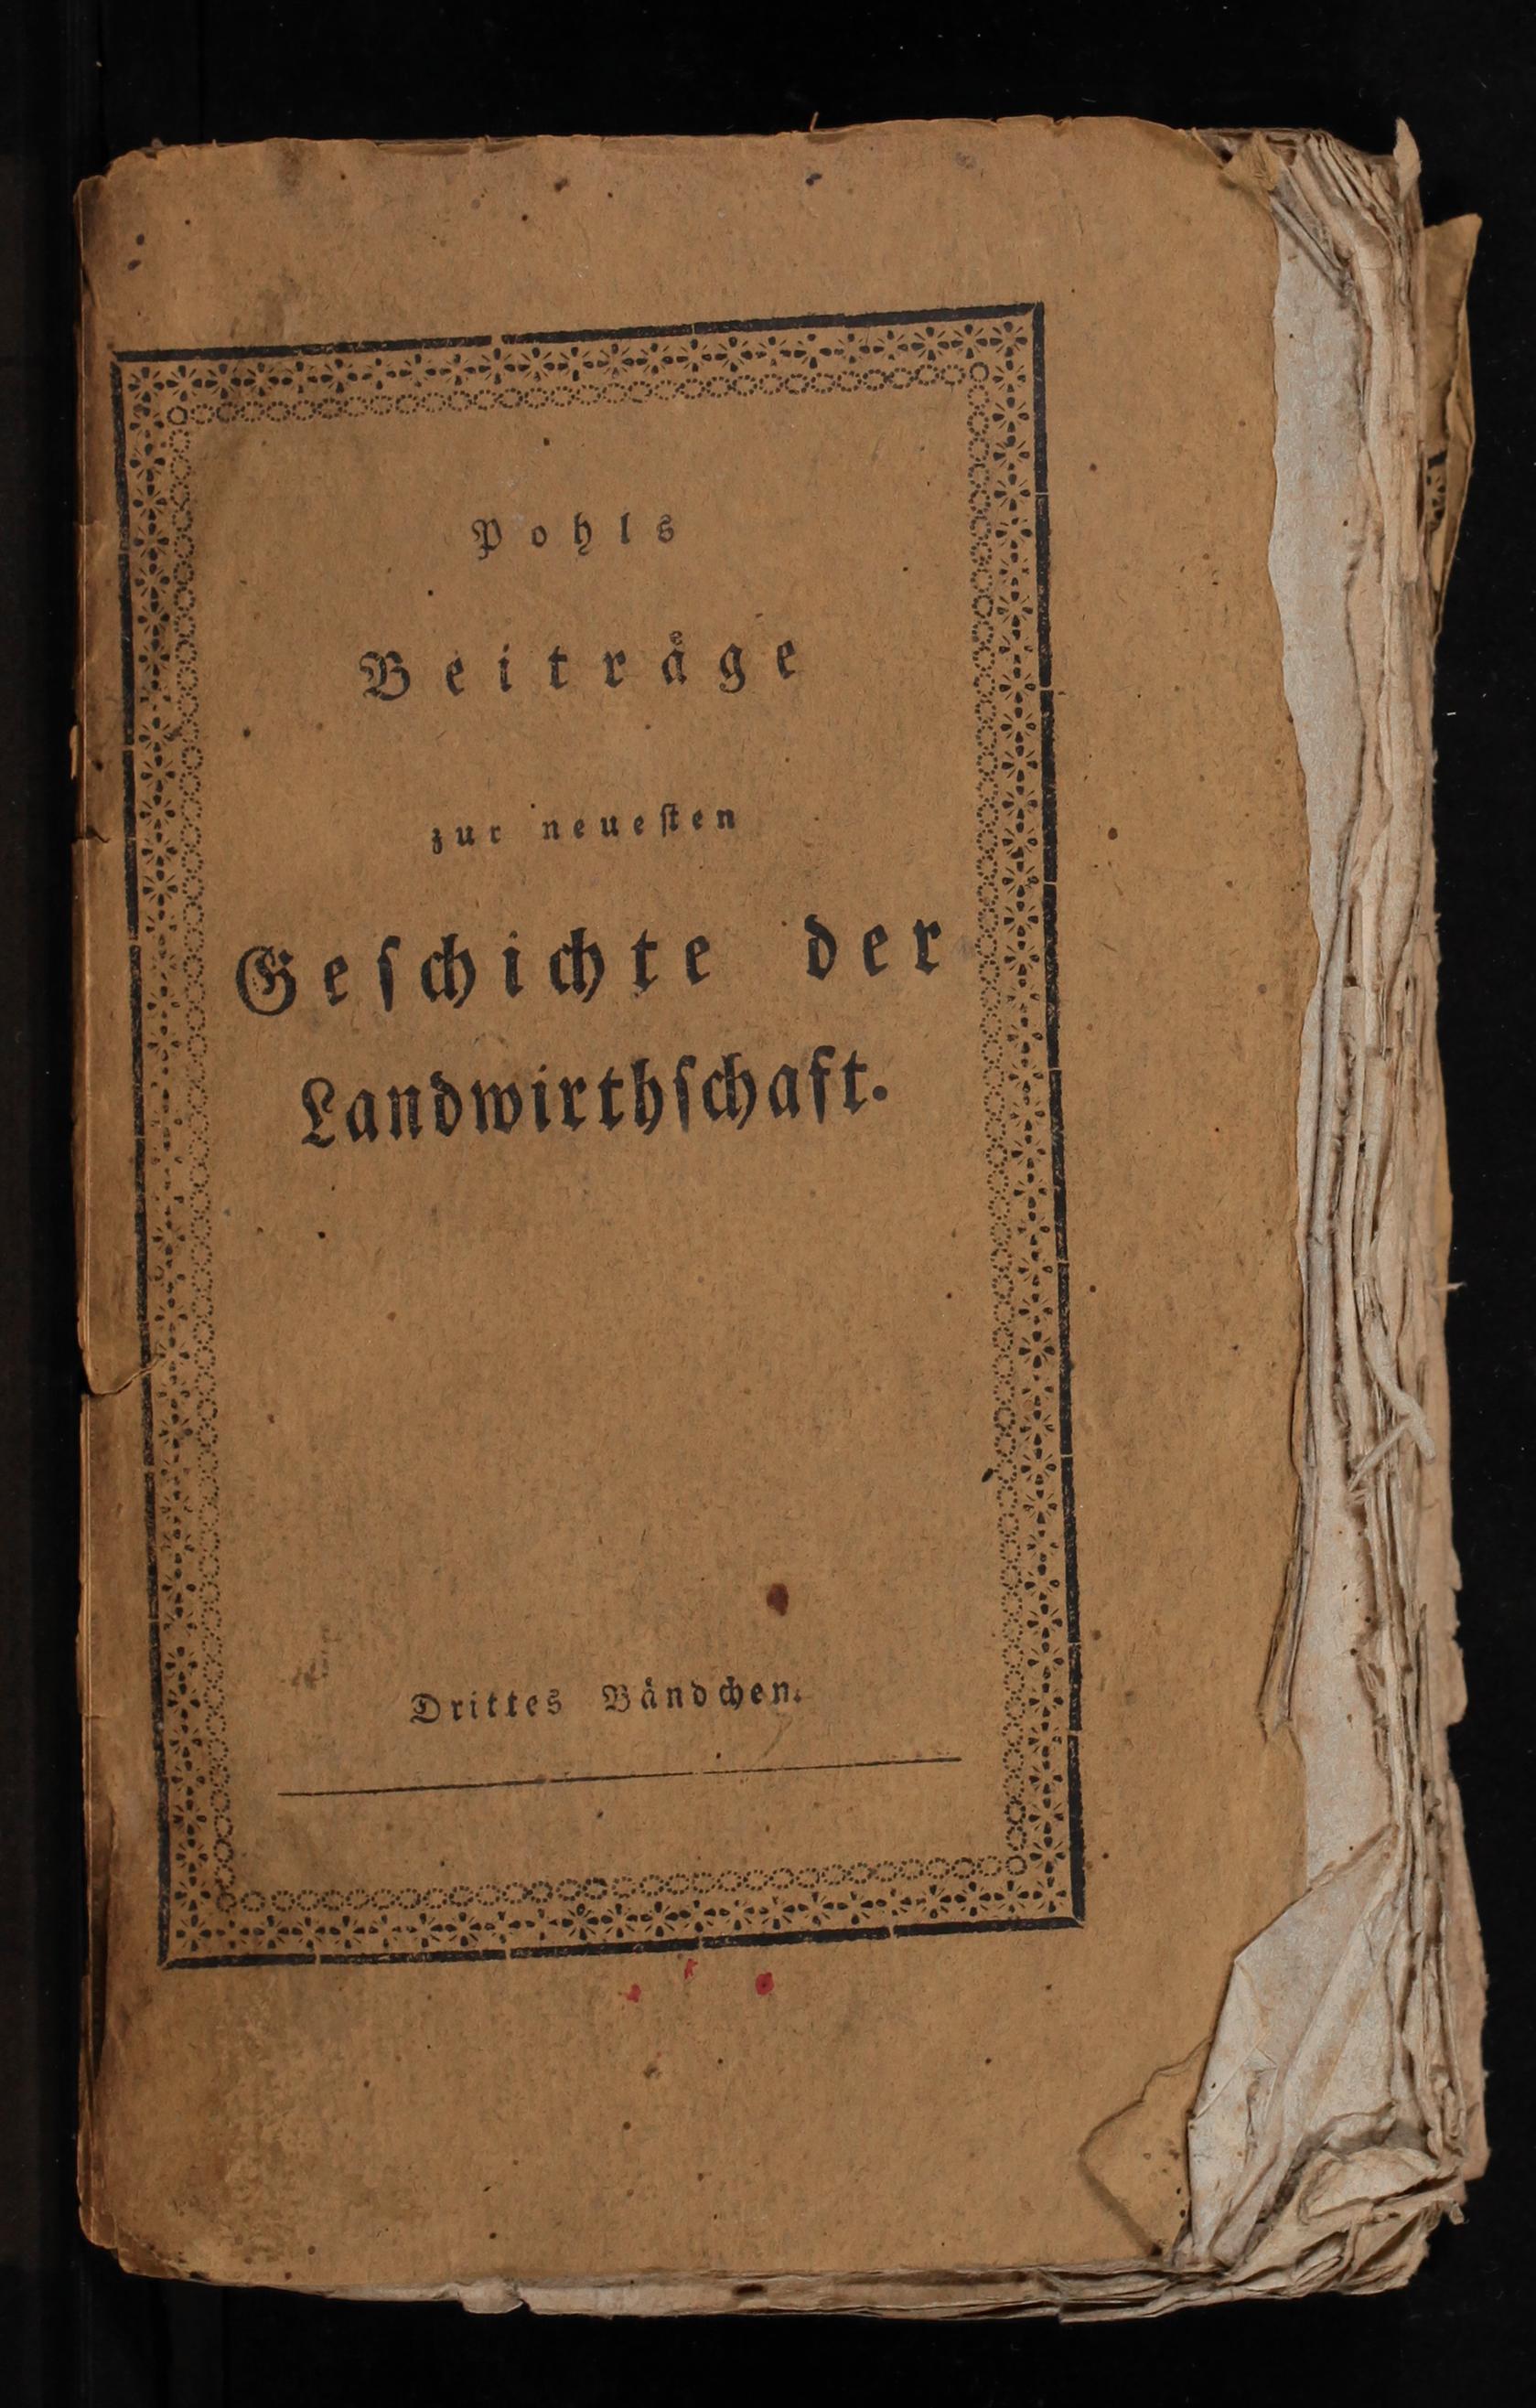 Pohls
Beiträge
zur neueſten
Geſchichte der
Landwirthſchaft.
Drittes Bändchen.